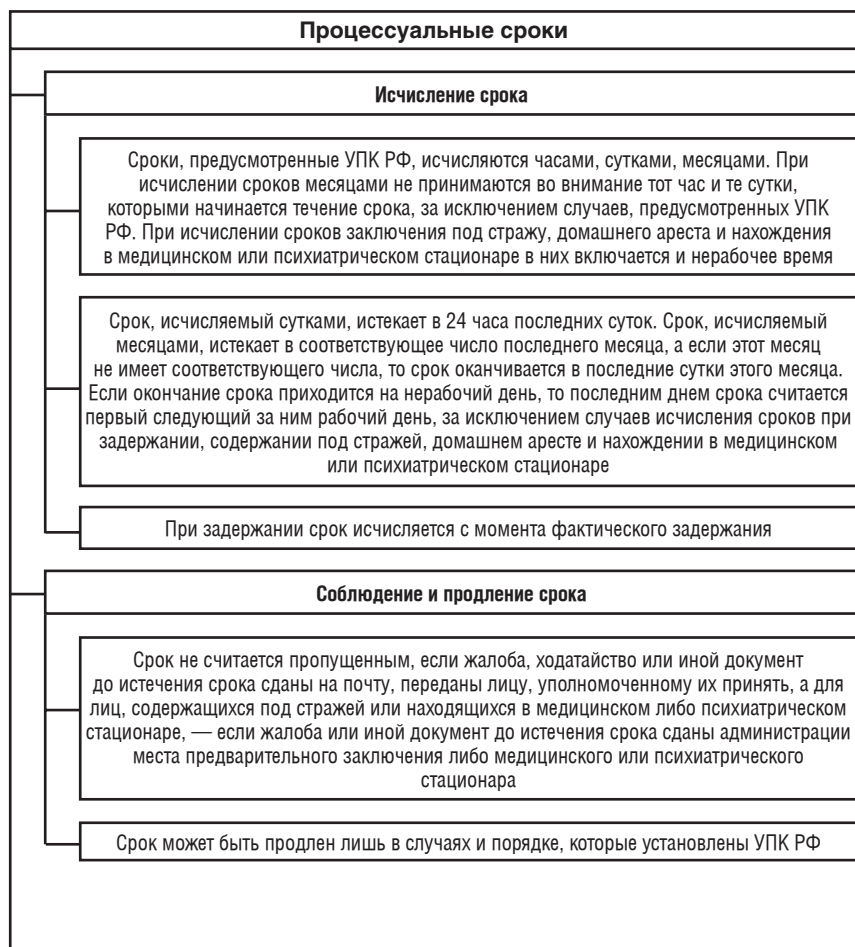 Процессуальные сроки
Исчисление срока
Сроки, предусмотренные УПК РФ, исчисляются часами, сутками, месяцами. При
исчислении сроков месяцами не принимаются во внимание тот час и те сутки,
которыми начинается течение срока, за исключением случаев, предусмотренных УПК
РФ. При исчислении сроков заключения под стражу, домашнего ареста и нахождения
в медицинском или психиатрическом стационаре в них включается и нерабочее время
Срок, исчисляемый сутками, истекает в 24 часа последних суток. Срок, исчисляемый
месяцами, истекает в соответствующее число последнего месяца, а если этот месяц
не имеет соответствующего числа, то срок оканчивается в последние сутки этого месяца.
Если окончание срока приходится на нерабочий день, то последним днем срока считается
первый следующий за ним рабочий день, за исключением случаев исчисления сроков при
задержании, содержании под стражей, домашнем аресте и нахождении в медицинском
или психиатрическом стационаре
При задержании срок исчисляется с момента фактического задержания
Соблюдение и продление срока
Срок не считается пропущенным, если жалоба, ходатайство или иной документ
до истечения срока сданы на почту, переданы лицу, уполномоченному их принять, а для
лиц, содержащихся под стражей или находящихся в медицинском либо психиатрическом
стационаре, — если жалоба или иной документ до истечения срока сданы администрации
места предварительного заключения либо медицинского или психиатрического
стационара
Срок может быть продлен лишь в случаях и порядке, которые установлены УПК РФ